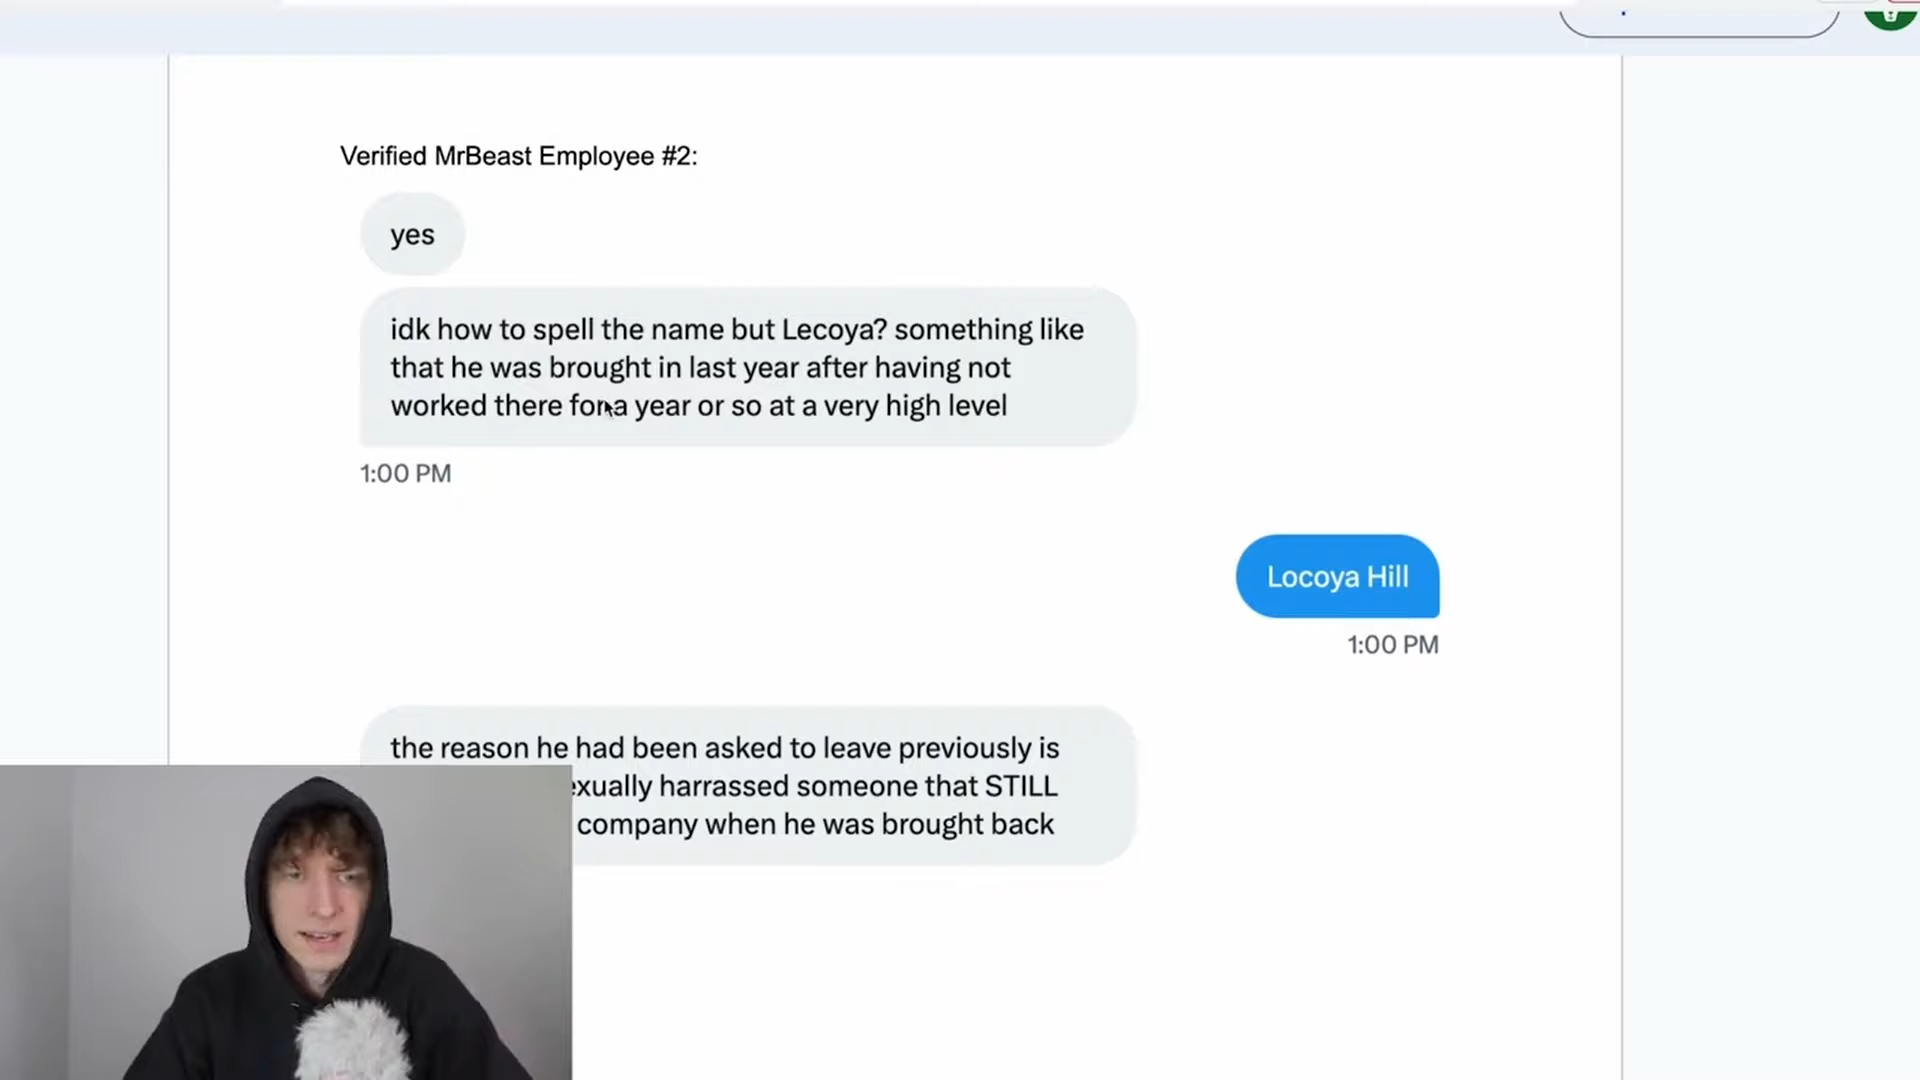 Verified MrBeast Employee #2:
yes
idk how to spell the name but Lecoya? something like
that he was brought in last year after having not
worked there for a year or so at a very high level
1:00 PM
Locoya Hill
1:00 PM
the reason he had been asked to leave previously is
exually harrassed someone that STILL
company when he was brought back